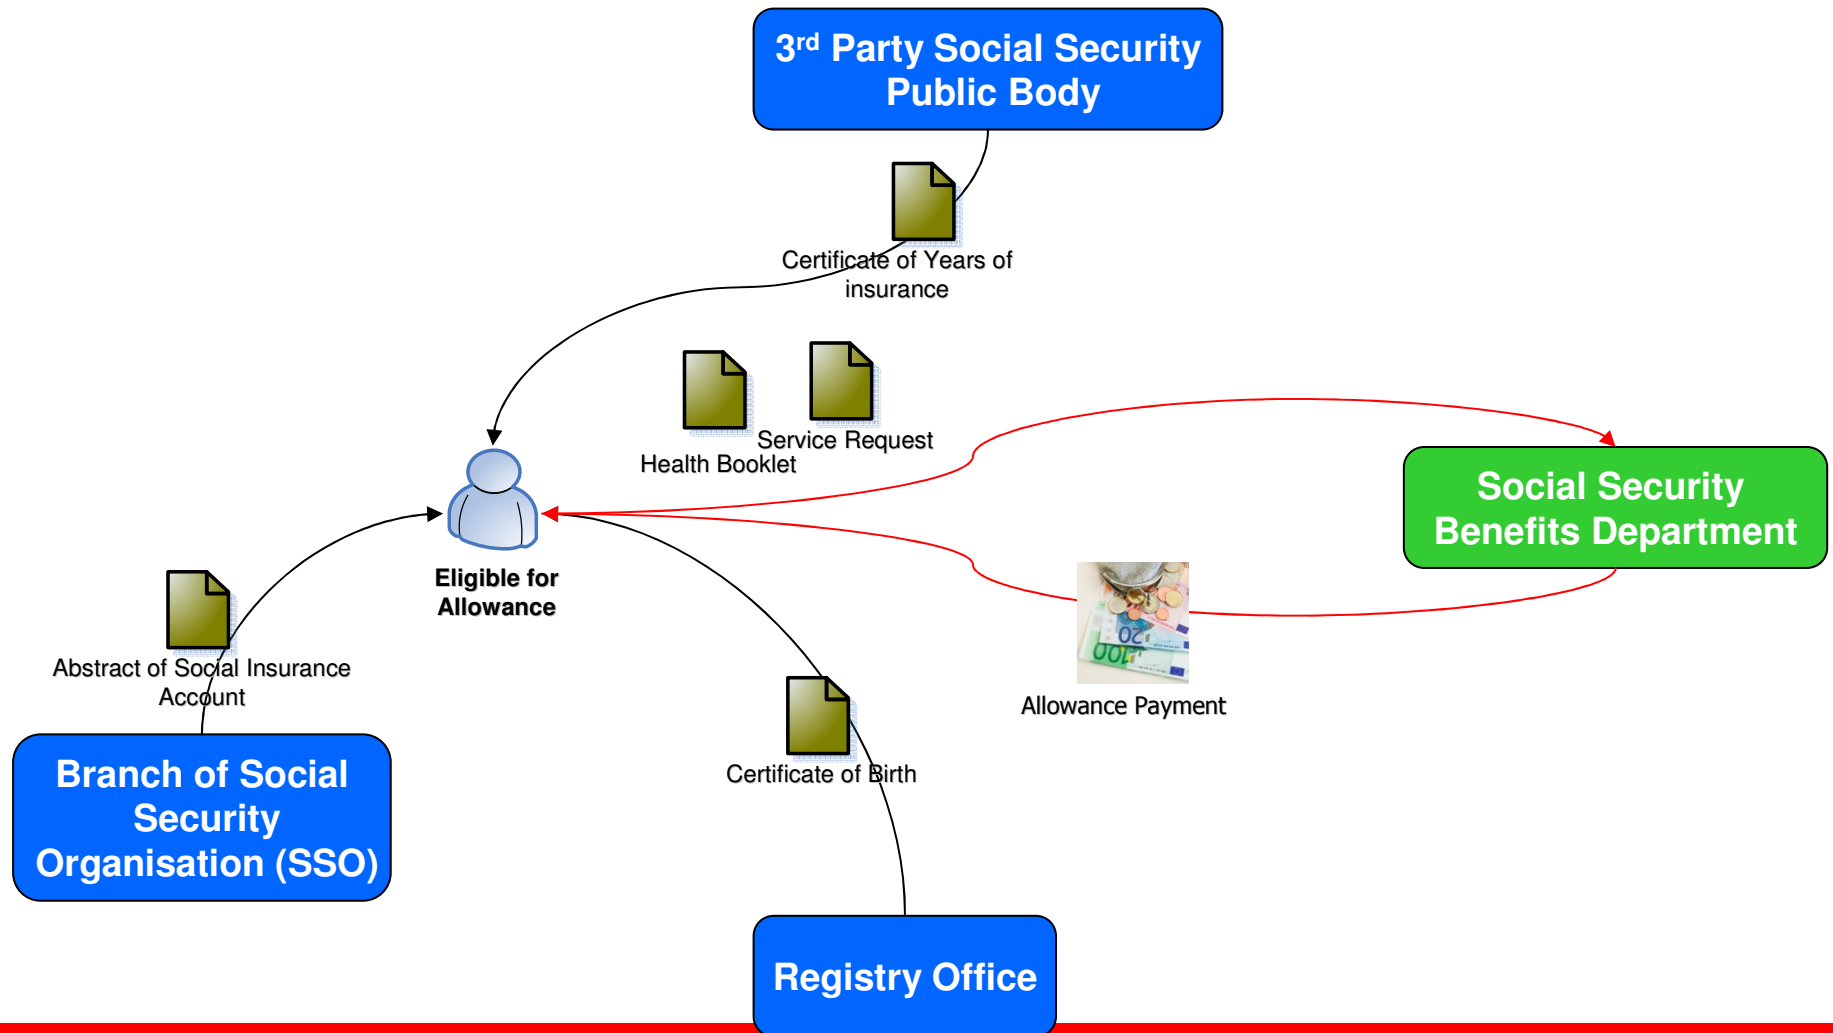 3rd Party Social Security
Public Body
Certificate of Years of
insurance
Service Request
Health Booklet
Social Security
Benefits Department
Eligible for
Allowance
Abstract of Social Insurance
Account
20
100
Allowance Payment
Certificate of Birth
Branch of Social
Security
Organisation (SSO)
Registry Office